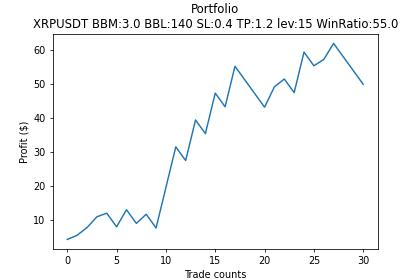 Portfolio
XRPUSDT BBM:3.0 BBL:140 SL:0.4 TP:1.2 lev:15 WinRatio:55.0
Profit ($)
60
50
40
30
20
10
0 5 10 15 20 25 30
Trade counts